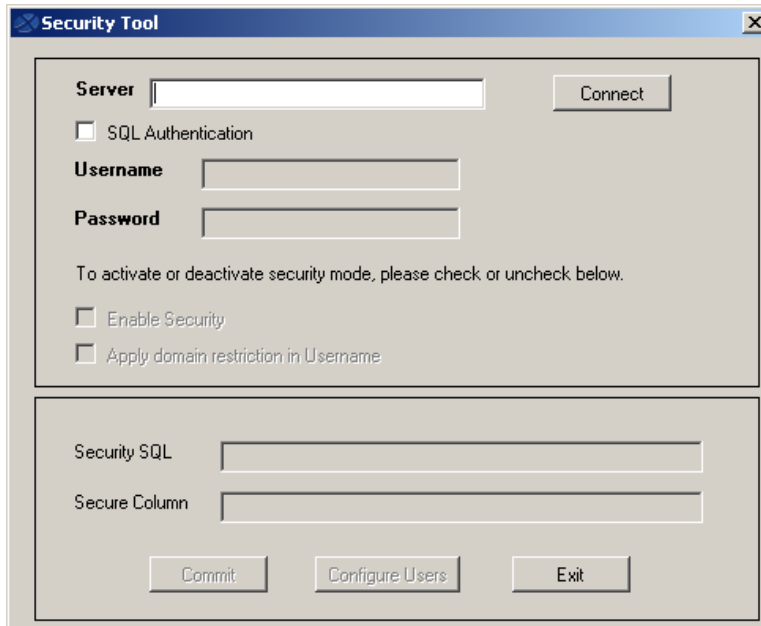 Security Tool
Server
Connect
SQL Authentication
Username
Password
To activate or deactivate security mode, please check or uncheck below.
Enable Security
Apply domain restriction in Username
Security SQL
Secure Column
Commit
Configure Users
Exit